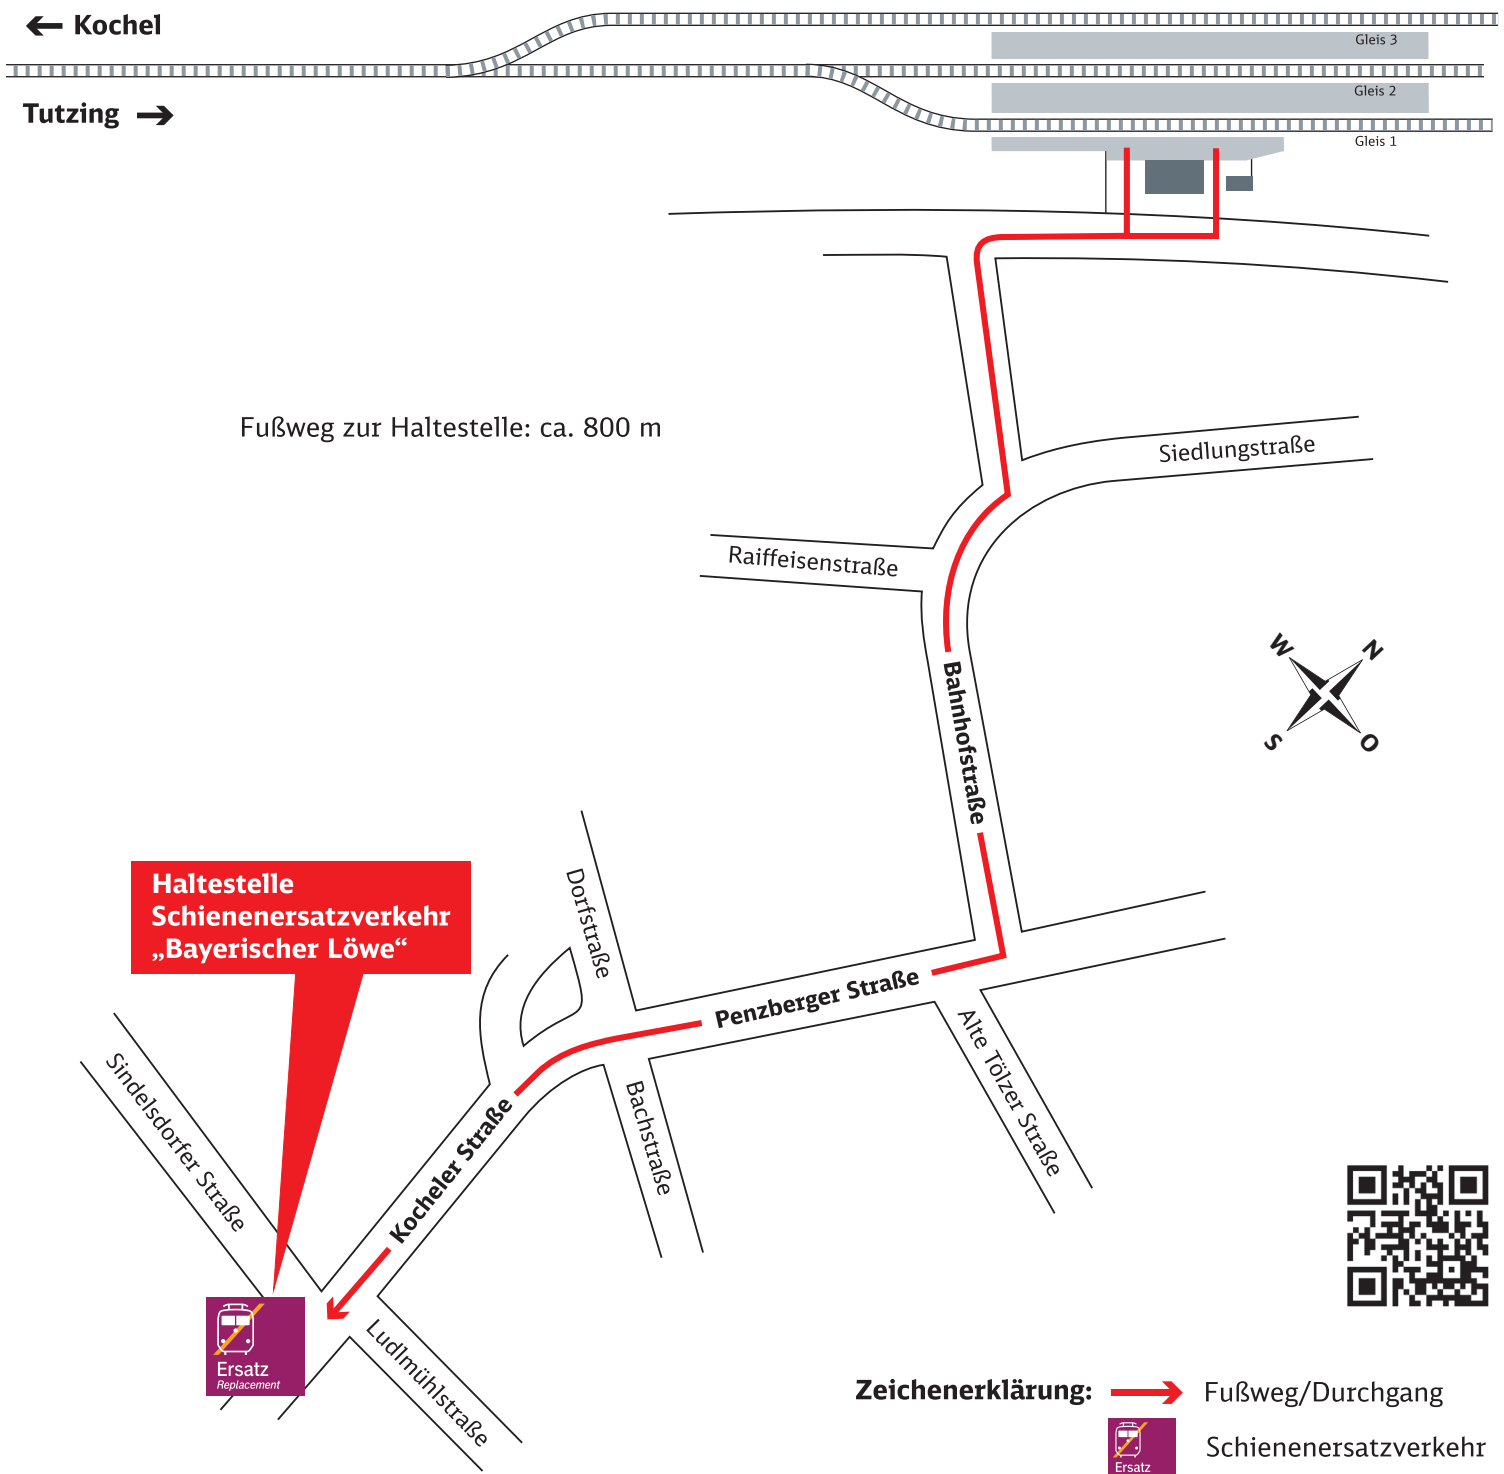 Kochel
Gleis 3
Gleis 2
Tutzing
Gleis 1
Fußweg zur Haltestelle: ca. 800 m
Siedlungstraße
Raiffeisenstraße
W
N
S
O
Bahnhofstraße
Haltestelle
Schienenersatzverkehr
„Bayerischer Löwe“
Dorfstraße
Penzberger Straße
Alte Tölzer Straße
Sindelsdorfer Straße
Bachstraße
Kocheler Straße
Ersatz
Replacement
Ludlmühlstraße
Zeichenerklärung:
Fußweg/Durchgang
Ersatz
Schienenersatzverkehr